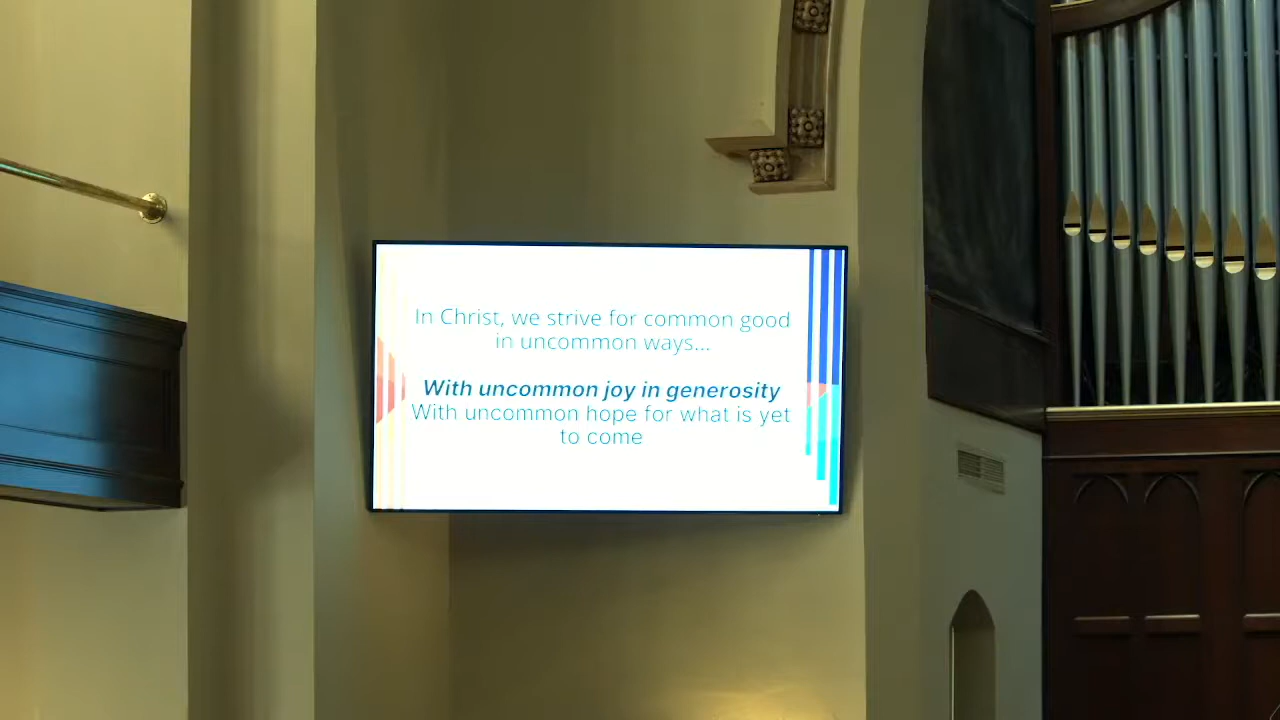 In Christ, we strive for common good
in uncommon ways...
With uncommon joy in generosity
With uncommon hope for what is yet
to come